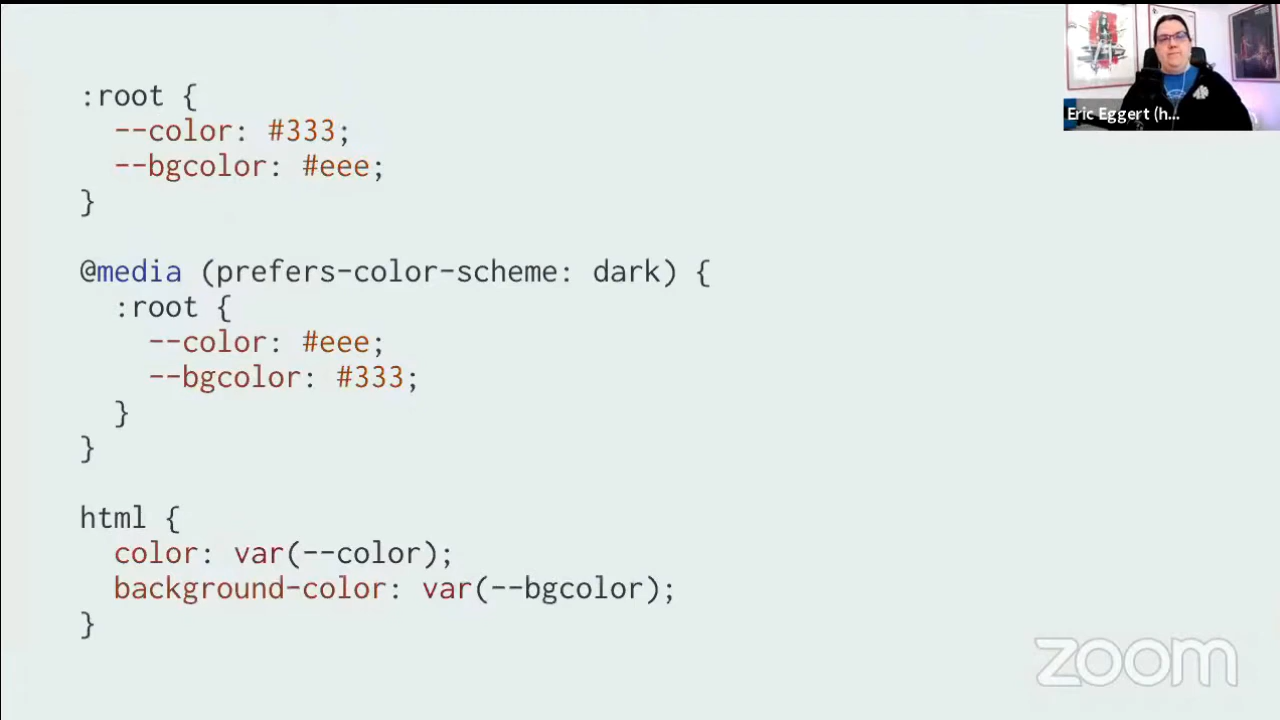 :root {
--color: #333;
--bgcolor: #eee;
}
@media (prefers-color-scheme: dark) {
:root {
--color: #eee;
--bgcolor: #333;
}
}
html {
color: var(--color);
background-color: var(--bgcolor);
}
Eric Eggert (h...
zoom